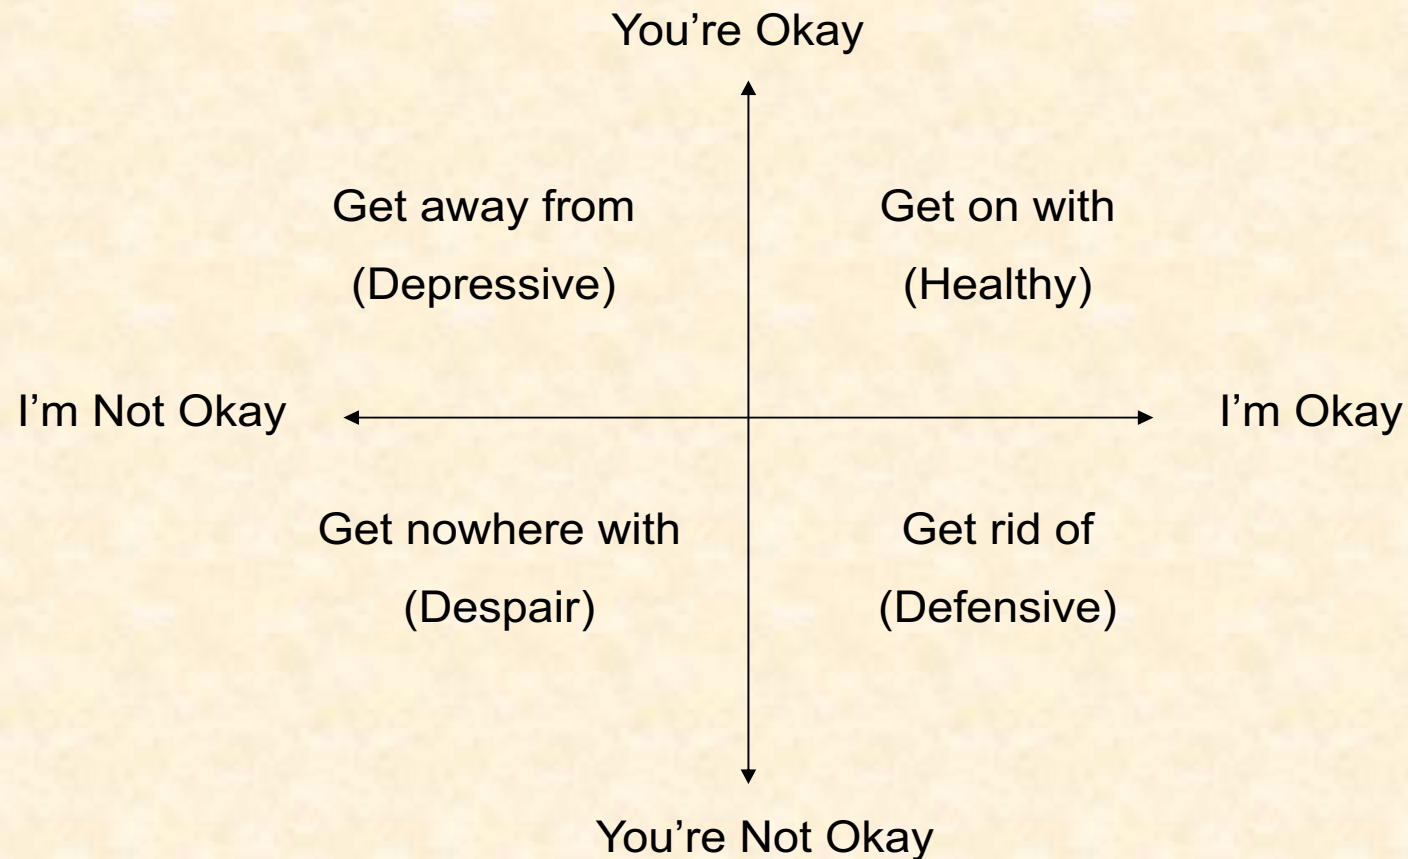 You’re Okay
Get away from
(Depressive)
Get on with
(Healthy)
I’m Not Okay
I’m Okay
Get nowhere with
(Despair)
Get rid of
(Defensive)
You’re Not Okay